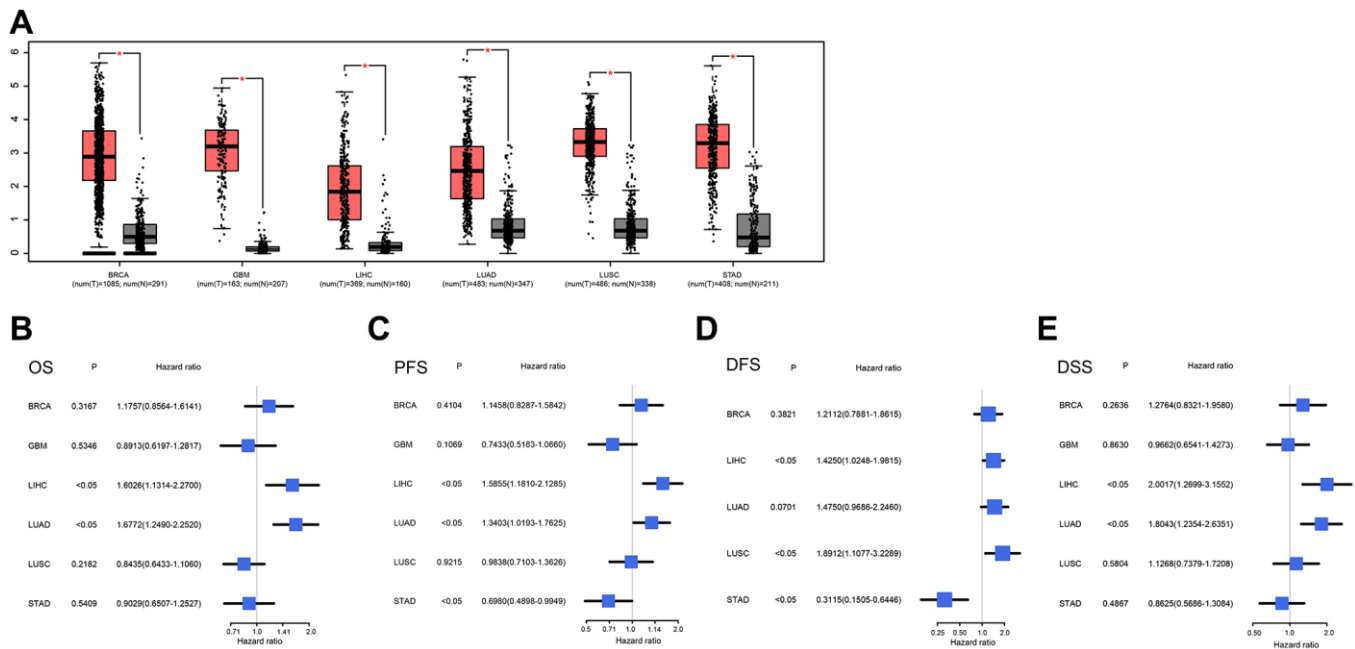 A
6
5
4
3
2
1
0
* * * * * *
BRCA GBM LIHC LUAD LUSC STAD
(num(T)=1085; num(N)=291) (num(T)=163; num(N)=207) (num(T)=369; num(N)=160) (num(T)=483; num(N)=347) (num(T)=486; num(N)=338) (num(T)=408; num(N)=211)
B
OS P Hazard ratio
BRCA 0.3167 1.1757(0.8564-1.6141)
GBM 0.5346 0.8913(0.6197-1.2817)
LIHC <0.05 1.6026(1.1314-2.2700)
LUAD <0.05 1.6772(1.2490-2.2520)
LUSC 0.2182 0.8435(0.6433-1.1060)
STAD 0.5409 0.9029(0.6507-1.2527)
0.71 1.0 1.41 2.0
Hazard ratio
C
PFS P Hazard ratio
BRCA 0.4104 1.1458(0.8287-1.5842)
GBM 0.1069 0.7433(0.5183-1.0660)
LIHC <0.05 1.5855(1.1810-2.1285)
LUAD <0.05 1.3403(1.0193-1.7625)
LUSC 0.9215 0.9838(0.7103-1.3626)
STAD <0.05 0.6980(0.4898-0.9949)
0.5 0.71 1.0 1.14 2.0
Hazard ratio
D
DFS P Hazard ratio
BRCA 0.3821 1.2112(0.7881-1.8615)
LIHC <0.05 1.4250(1.0248-1.9815)
LUAD 0.0701 1.4750(0.9686-2.2460)
LUSC <0.05 1.8912(1.1077-3.2289)
STAD <0.05 0.3115(0.1505-0.6446)
0.25 0.50 1.0 2.0
Hazard ratio
E
DSS P Hazard ratio
BRCA 0.2636 1.2764(0.8321-1.9580)
GBM 0.8630 0.9662(0.6541-1.4273)
LIHC <0.05 2.0017(1.2699-3.1552)
LUAD <0.05 1.8043(1.2354-2.6351)
LUSC 0.5804 1.1268(0.7379-1.7208)
STAD 0.4867 0.8625(0.5686-1.3084)
0.50 1.0 2.0
Hazard ratio